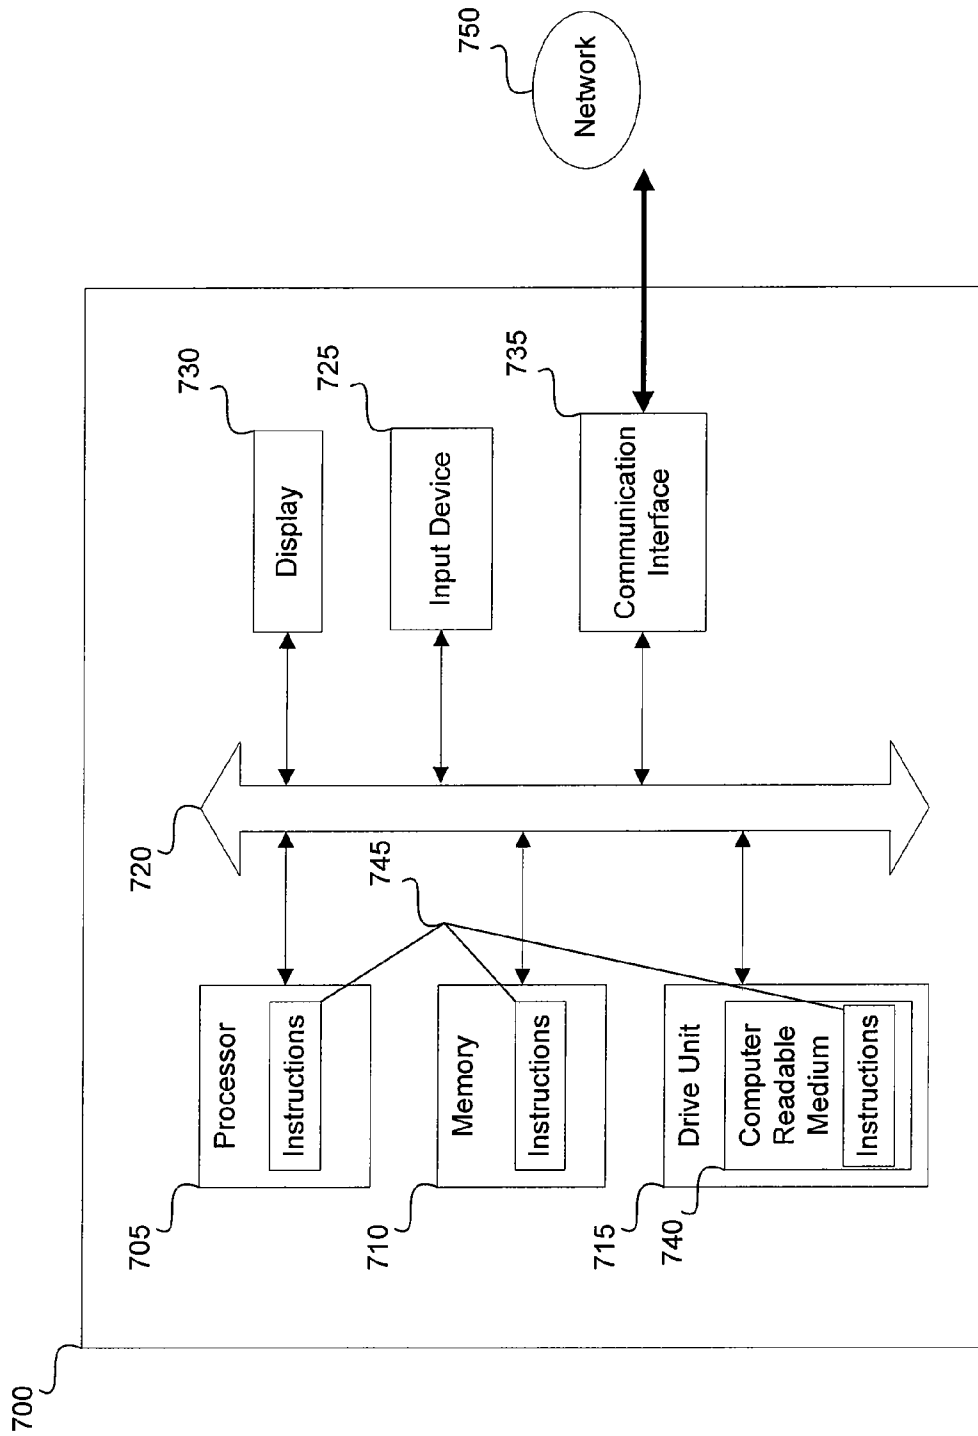 700
705
Processor
Instructions
710
Memory
Instructions
715
Drive Unit
740
Computer
Readable
Medium
Instructions
720
745
730
Display
725
Input Device
735
Communication
Interface
750
Network